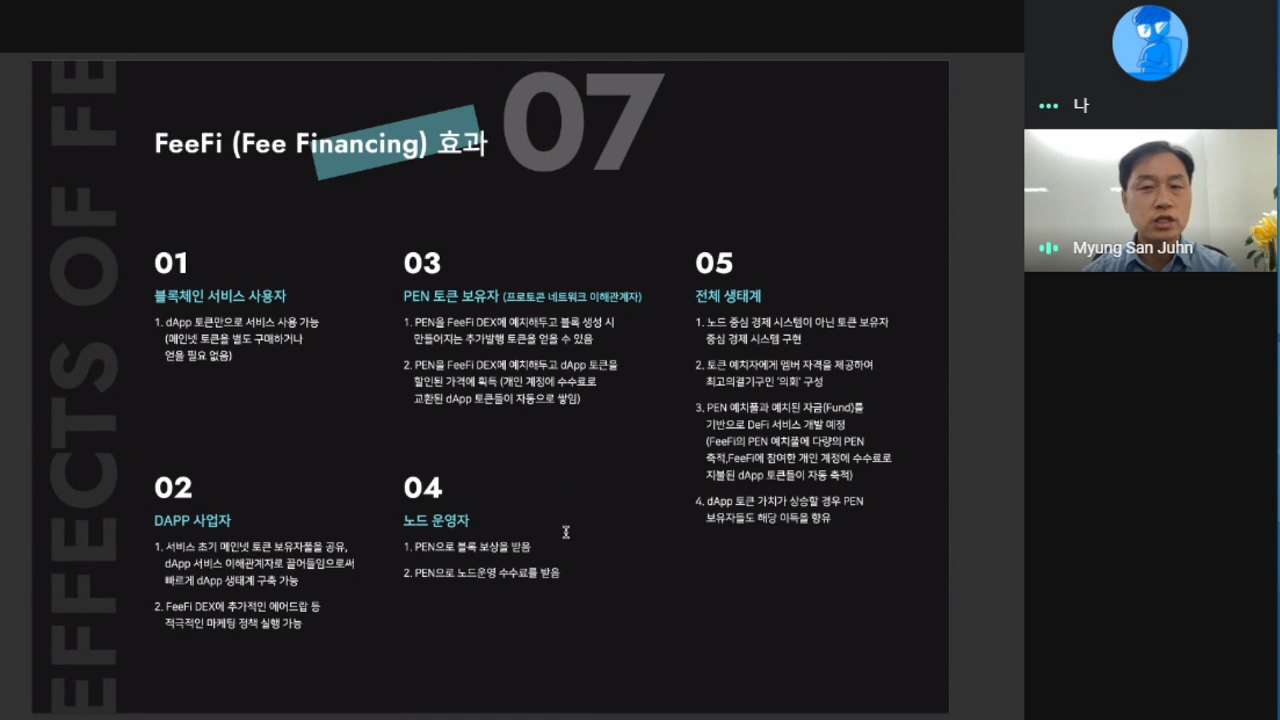 EFFECTS OF FE
07
FeeFi (Fee Financing) 효과
01
블록체인 서비스 사용자
1. dApp 토큰만으로 서비스 사용 가능
(메인넷 토큰을 별도 구매하거나
얻을 필요 없음)
02
DAPP 사업자
1. 서비스 초기 메인넷 토큰 보유자풀을 공유,
dApp 서비스 이해관계자로 끌어들임으로써
빠르게 dApp 생태계 구축 가능
2. FeeFi DEX에 추가적인 에어드랍 등
적극적인 마케팅 정책 실행 가능
03
PEN 토큰 보유자 (프로토콘 네트워크 이해관계자)
1. PEN을 FeeFi DEX에 예치해두고 블록 생성 시
만들어지는 추가발행 토큰을 얻을 수 있음
2. PEN을 FeeFi DEX에 예치해두고 dApp 토큰을
할인된 가격에 획득 (개인 계정에 수수료로
교환된 dApp 토큰들이 자동으로 쌓임)
04
노드 운영자
1. PEN으로 블록 보상을 받음
2. PEN으로 노드운영 수수료를 받음
05
전체 생태계
1. 노드 중심 경제 시스템이 아닌 토큰 보유자
중심 경제 시스템 구현
2. 토큰 예치자에게 멤버 자격을 제공하여
최고의결기구인 ‘의회’ 구성
3. PEN 예치풀과 예치된 자금(Fund)를
기반으로 DeFi 서비스 개발 예정
(FeeFi의 PEN 예치풀에 다량의 PEN
축적,FeeFi에 참여한 개인 계정에 수수료로
지불된 dApp 토큰들이 자동 축적)
4. dApp 토큰 가치가 상승할 경우 PEN
보유자들도 해당 이득을 향유
나
Myung San Juhn